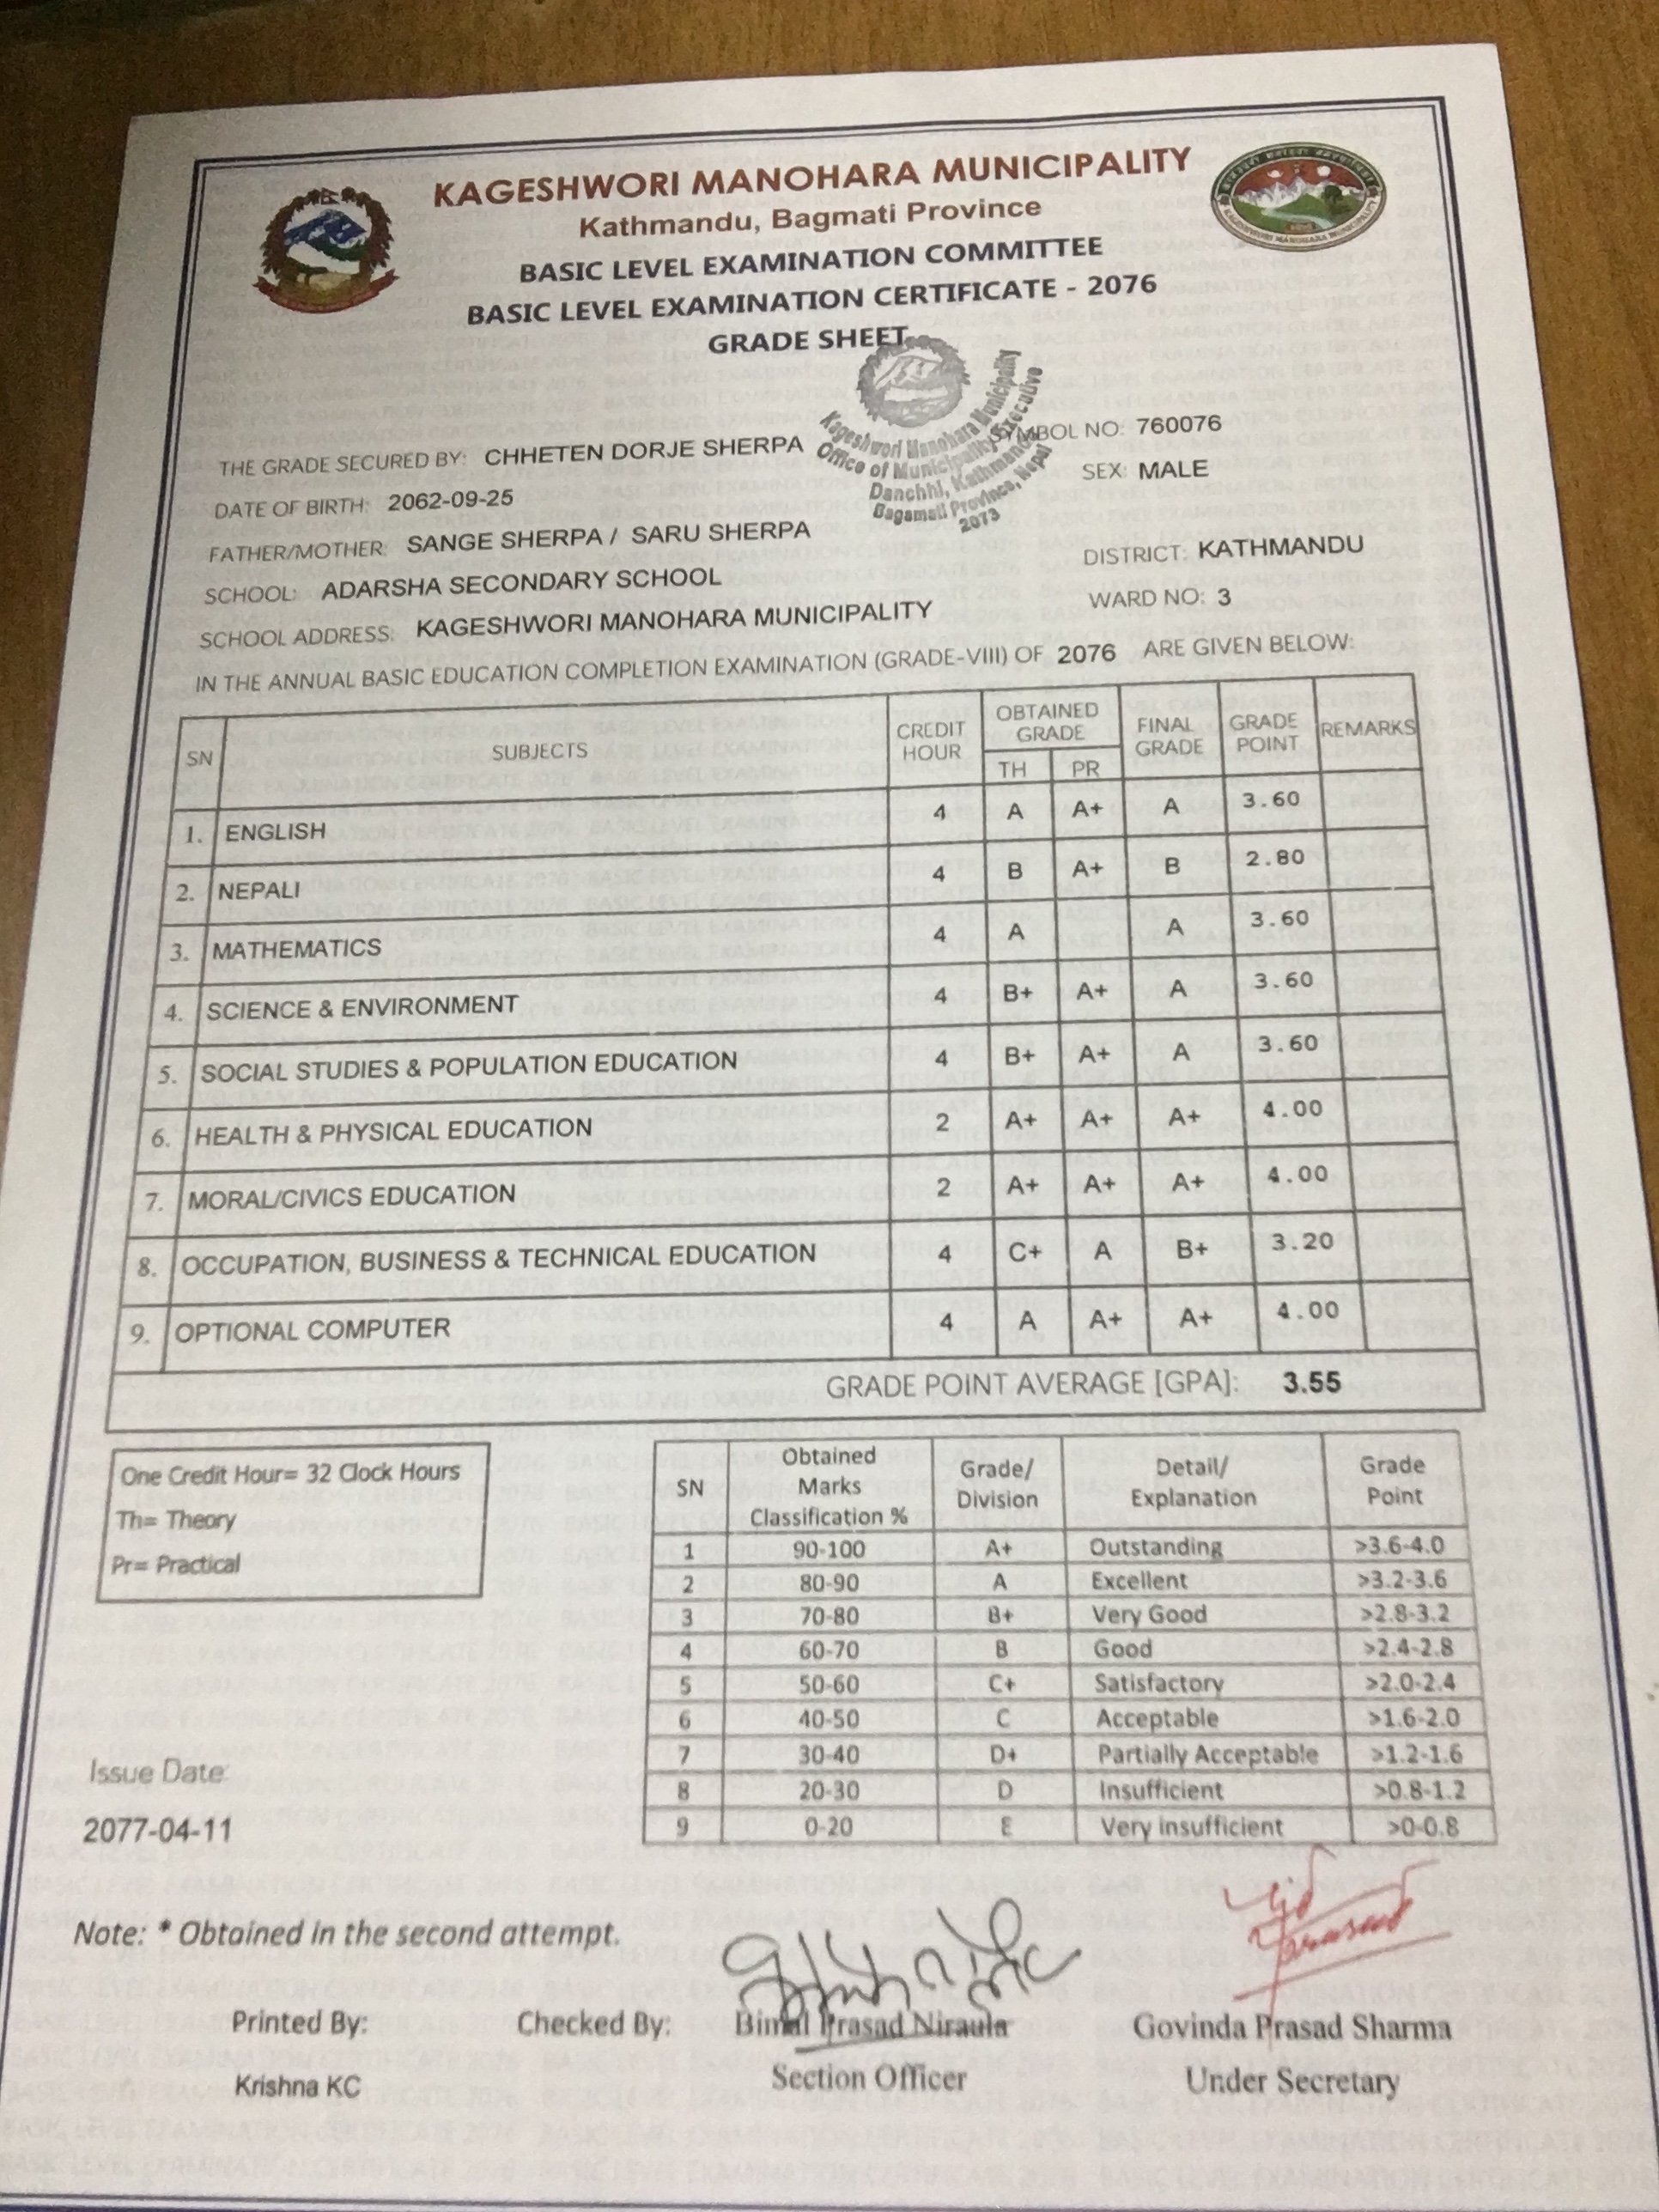 KAGESHWORI MANOHARA MUNICIPALITY
Kathmandu, Bagmati Province
BASIC LEVEL EXAMINATION COMMITTEE
BASIC LEVEL EXAMINATION CERTIFICATE - 2076
GRADE SHEET
Kageshwori Manohara Municipality
Office of Municipality Executive
Danchhi, Kathmandu
Bagamati Province, Nepal
2073
THE GRADE SECURED BY: CHHETEN DORJE SHERPA SYMBOL NO: 760076
DATE OF BIRTH: 2062-09-25 SEX: MALE
FATHER/MOTHER: SANGE SHERPA / SARU SHERPA
SCHOOL: ADARSHA SECONDARY SCHOOL DISTRICT: KATHMANDU
SCHOOL ADDRESS: KAGESHWORI MANOHARA MUNICIPALITY WARD NO: 3
IN THE ANNUAL BASIC EDUCATION COMPLETION EXAMINATION (GRADE-VIII) OF 2076 ARE GIVEN BELOW:
SN SUBJECTS CREDIT HOUR OBTAINED GRADE TH PR FINAL GRADE GRADE POINT REMARKS
1. ENGLISH 4 A A+ A 3.60
2. NEPALI 4 B A+ B 2.80
3. MATHEMATICS 4 A A 3.60
4. SCIENCE & ENVIRONMENT 4 B+ A+ A 3.60
5. SOCIAL STUDIES & POPULATION EDUCATION 4 B+ A+ A 3.60
6. HEALTH & PHYSICAL EDUCATION 2 A+ A+ A+ 4.00
7. MORAL/CIVICS EDUCATION 2 A+ A+ A+ 4.00
8. OCCUPATION, BUSINESS & TECHNICAL EDUCATION 4 C+ A B+ 3.20
9. OPTIONAL COMPUTER 4 A A+ A+ 4.00
GRADE POINT AVERAGE [GPA]: 3.55
One Credit Hour= 32 Clock Hours
Th= Theory
Pr= Practical
SN Obtained Marks Classification % Grade/ Division Detail/ Explanation Grade Point
1 90-100 A+ Outstanding >3.6-4.0
2 80-90 A Excellent >3.2-3.6
3 70-80 B+ Very Good >2.8-3.2
4 60-70 B Good >2.4-2.8
5 50-60 C+ Satisfactory >2.0-2.4
6 40-50 C Acceptable >1.6-2.0
7 30-40 D+ Partially Acceptable >1.2-1.6
8 20-30 D Insufficient >0.8-1.2
9 0-20 E Very insufficient >0-0.8
Issue Date:
2077-04-11
Note: * Obtained in the second attempt.
Printed By: Checked By: Bimal Prasad Niraula Govinda Prasad Sharma
Krishna KC Section Officer Under Secretary